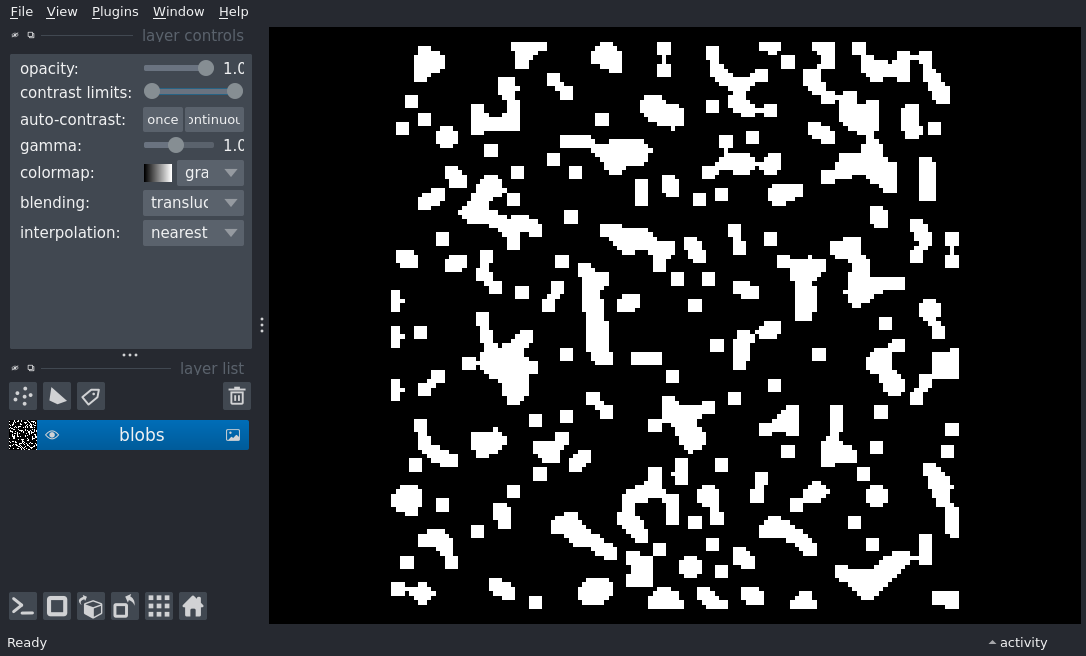 File View Plugins Window Help
layer controls
opacity: 1.0
contrast limits:
auto-contrast: once ontinuou
gamma: 1.0
colormap: gra
blending: transluc
interpolation: nearest
layer list
blobs
Ready
activity